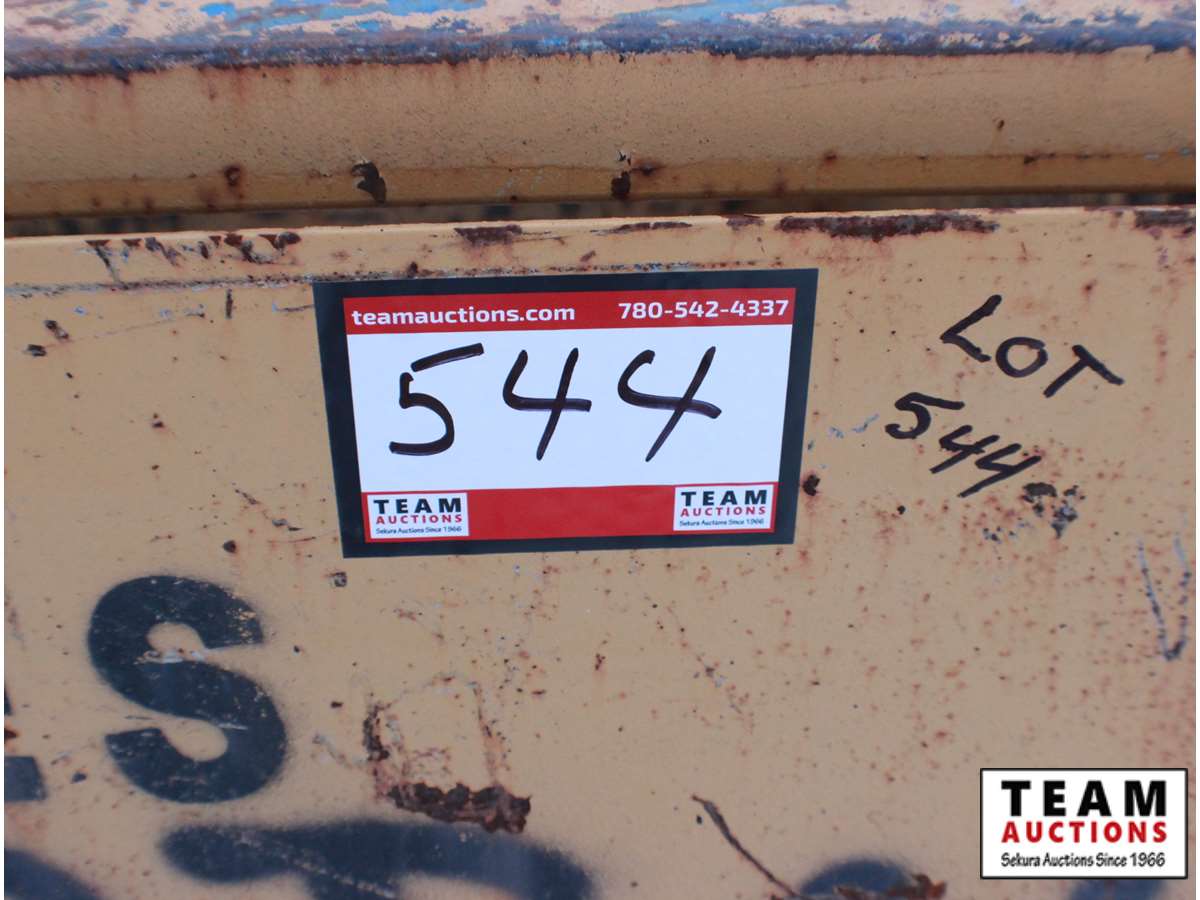 teamauctions.com 780-542-4337
544
TEAM
AUCTIONS
Sekura Auctions Since 1966
TEAM
AUCTIONS
Sekura Auctions Since 1966
LOT
544
S
TEAM
AUCTIONS
Sekura Auctions Since 1966